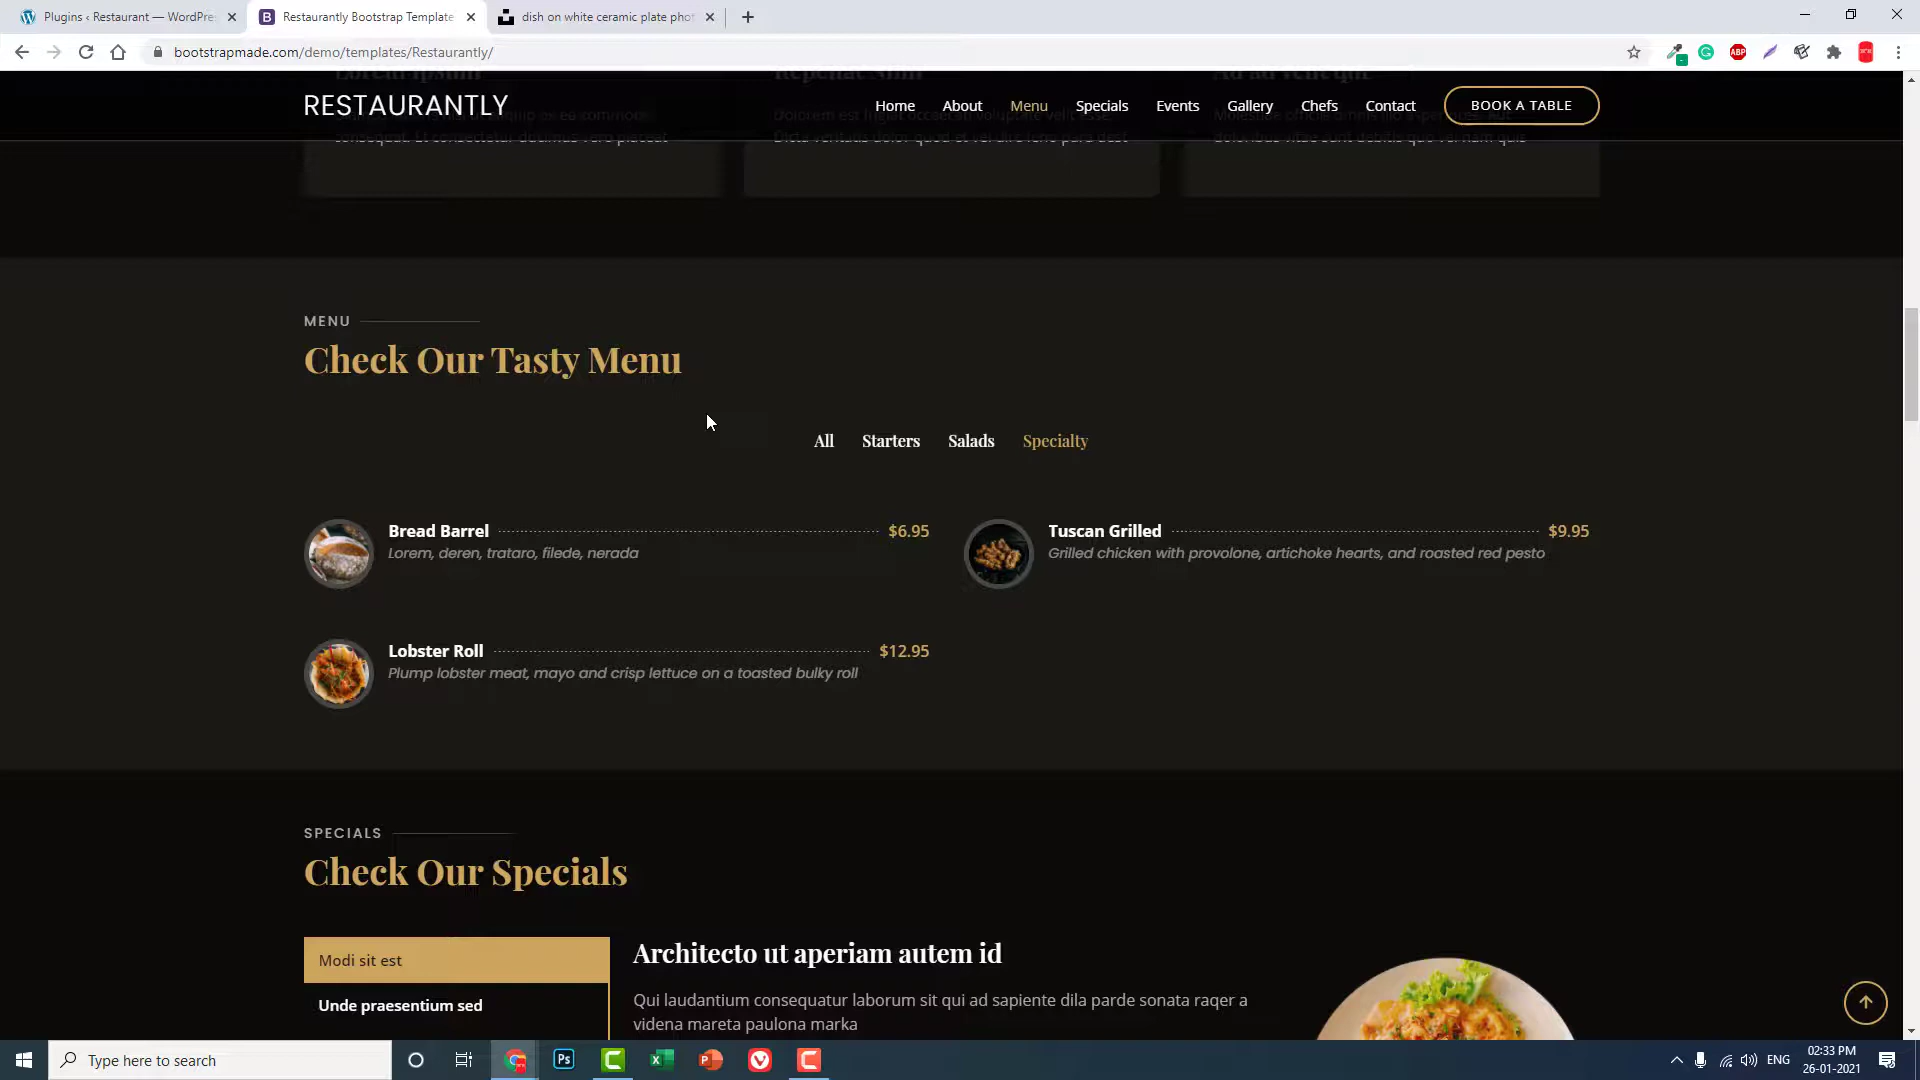 Plugins ‹ Restaurant — WordPre
Restaurantly Bootstrap Template
dish on white ceramic plate phot
bootstrapmade.com/demo/templates/Restaurantly/
ABP
RESTAURANTLY
Home
About
Menu
Specials
Events
Gallery
Chefs
Contact
BOOK A TABLE
MENU
Check Our Tasty Menu
All
Starters
Salads
Specialty
Bread Barrel
$6.95
Lorem, deren, trataro, filede, nerada
Tuscan Grilled
$9.95
Grilled chicken with provolone, artichoke hearts, and roasted red pesto
Lobster Roll
$12.95
Plump lobster meat, mayo and crisp lettuce on a toasted bulky roll
SPECIALS
Check Our Specials
Modi sit est
Unde praesentium sed
Architecto ut aperiam autem id
Qui laudantium consequatur laborum sit qui ad sapiente dila parde sonata raqer a
videna mareta paulona marka
Type here to search
Ps
ENG
02:33 PM
26-01-2021